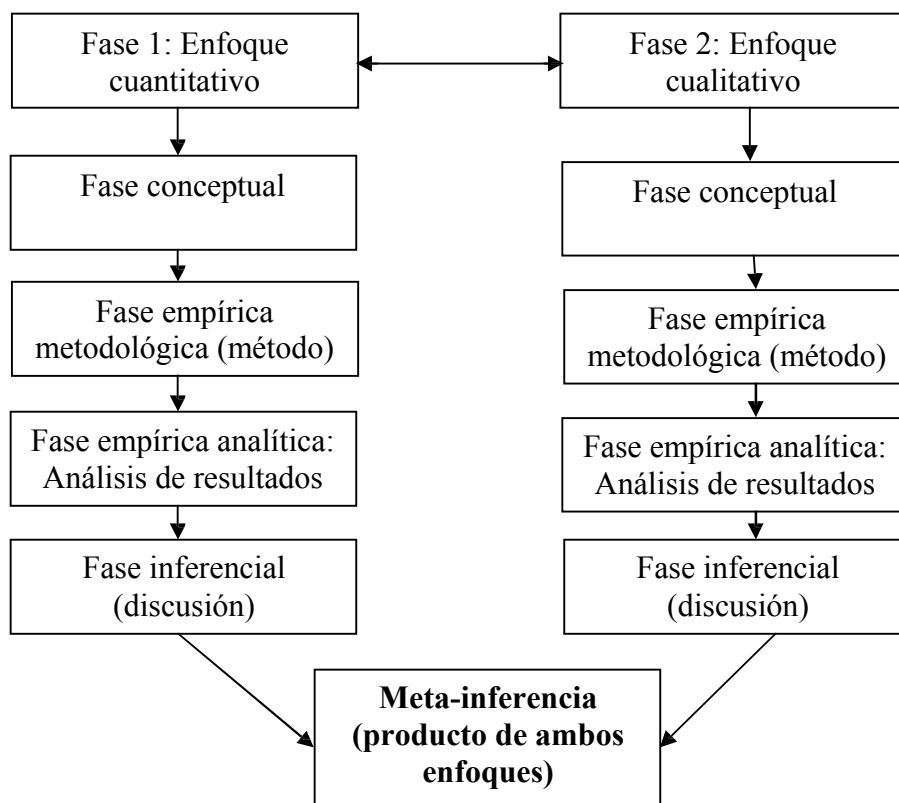 Fase 1: Enfoque
cuantitativo
Fase 2: Enfoque
cualitativo
Fase conceptual
Fase conceptual
Fase empírica
metodológica (método)
Fase empírica
metodológica (método)
Fase empírica analítica:
Análisis de resultados
Fase empírica analítica:
Análisis de resultados
Fase inferencial
(discusión)
Fase inferencial
(discusión)
Meta-inferencia
(producto de ambos
enfoques)